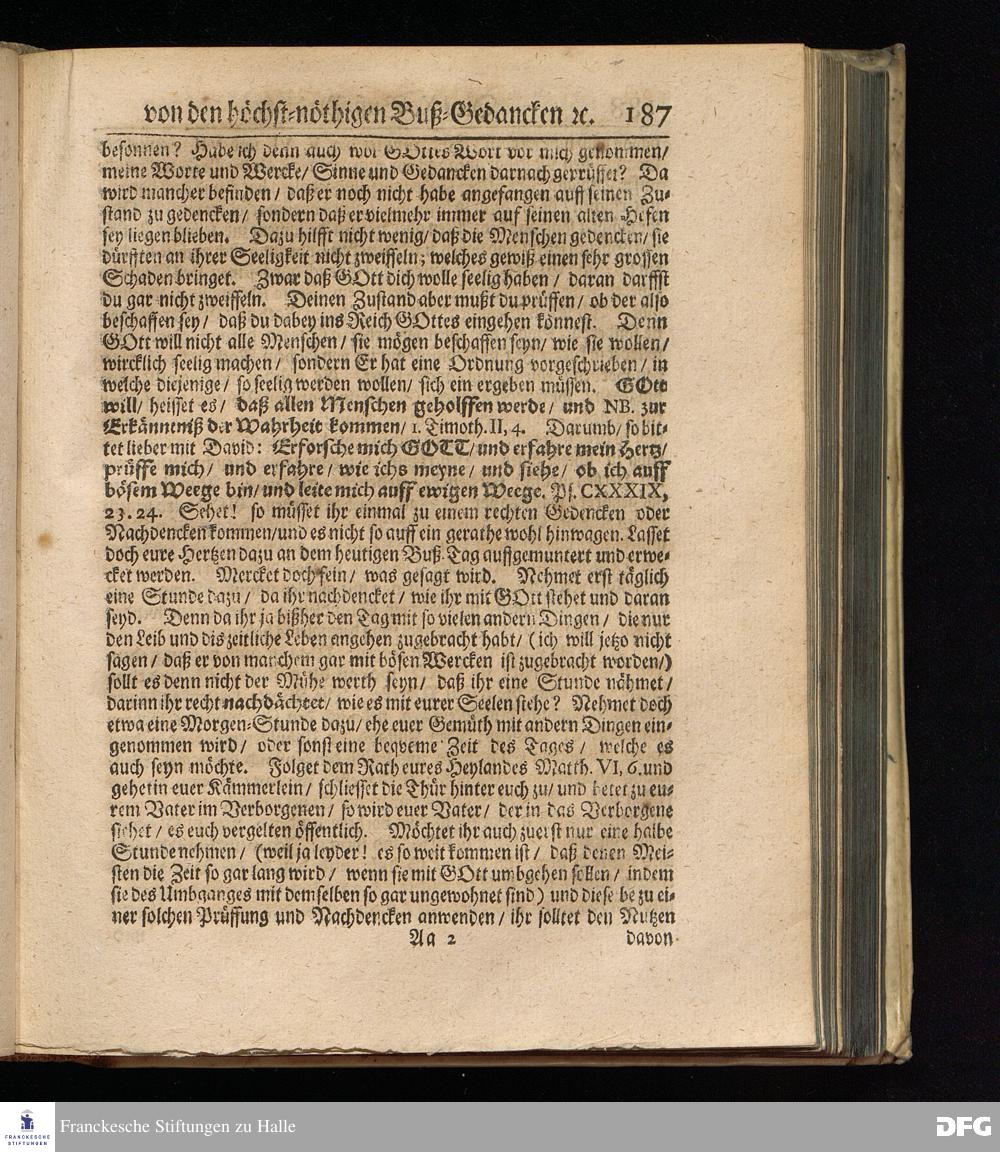 von den höchst-nöthigen Buß-Gedancken ꝛc. 187
besonnen? Habe ich denn auch wol GOttes Wort vor mich genommen/
meine Worte und Wercke/ Sinne und Gedancken darnach geprüffet? Da
wird mancher befinden/ daß er noch nicht habe angefangen auff seinen Zu-
stand zu gedencken/ sondern daß er vielmehr immer auf seinen alten Hefen
sey liegen blieben. Dazu hilfft nicht wenig/ daß die Menschen gedencken/ sie
dürfften an ihrer Seeligkeit nicht zweiffeln; welches gewiß einen sehr grossen
Schaden bringet. Zwar daß GOtt dich wolle seelig haben/ daran darffst
du gar nicht zweiffeln. Deinen Zustand aber mußt du prüffen/ ob der also
beschaffen sey/ daß du dabey ins Reich GOttes eingehen könnest. Denn
GOtt will nicht alle Menschen/ sie mögen beschaffen seyn/ wie sie wollen/
wircklich seelig machen/ sondern Er hat eine Ordnung vorgeschrieben/ in
welche diejenige/ so seelig werden wollen/ sich ein ergeben müssen. GOtt
will/ heisset es/ daß allen Menschen geholffen werde/ und NB. zur
Erkänneniß der Wahrheit kommen/ 1. Timoth. II, 4. Darumb/ so bit-
tet lieber mit David: Erforsche mich GOTT/ und erfahre mein Hertz/
prüffe mich/ und erfahre/ wie ichs meyne/ und siehe/ ob ich auff
bösem Weege bin/ und leite mich auff ewigen Weege. Ps. CXXXIX,
23. 24. Sehet! so müsset ihr einmal zu einem rechten Gedencken oder
Nachdencken kommen/ und es nicht so auff ein gerathe wohl hinwagen. Lasset
doch eure Hertzen dazu an dem heutigen Buß-Tag auffgemuntert und erwe-
cket werden. Mercket doch fein/ was gesagt wird. Nehmet erst täglich
eine Stunde dazu/ da ihr nachdencket/ wie ihr mit GOtt stehet und daran
seyd. Denn da ihr ja bißher den Tag mit so vielen andern Dingen/ die nur
den Leib und dis zeitliche Leben angehen zugebracht habt/ (ich will jetzo nicht
sagen/ daß er von manchem gar mit bösen Wercken ist zugebracht worden/)
sollt es denn nicht der Mühe werth seyn/ daß ihr eine Stunde nähmet/
darinn ihr recht nachdächtet/ wie es mit eurer Seelen stehe? Nehmet doch
etwa eine Morgen-Stunde dazu/ ehe euer Gemüth mit andern Dingen ein-
genommen wird/ oder sonst eine beqveme Zeit des Tages/ welche es
auch seyn möchte. Folget dem Rath eures Heylandes Matth. VI, 6. und
gehet in euer Kämmerlein/ schliesset die Thür hinter euch zu/ und betet zu eu-
rem Vater im Verborgenen/ so wird euer Vater/ der in das Verborgene
siehet/ es euch vergelten öffentlich. Möchtet ihr auch zuerst nur eine halbe
Stunde nehmen/ (weil ja leyder! es so weit kommen ist/ daß denen Mei-
sten die Zeit so gar lang wird/ wenn sie mit GOtt umbgehen sollen/ indem
sie des Umbganges mit demselben so gar ungewohnet sind) und diese be zu ei-
ner solchen Prüffung und Nachdencken anwenden/ ihr solltet den Nutzen
Aa 2 davon
FRANCKESCHE STIFTUNGEN
Franckesche Stiftungen zu Halle
DFG